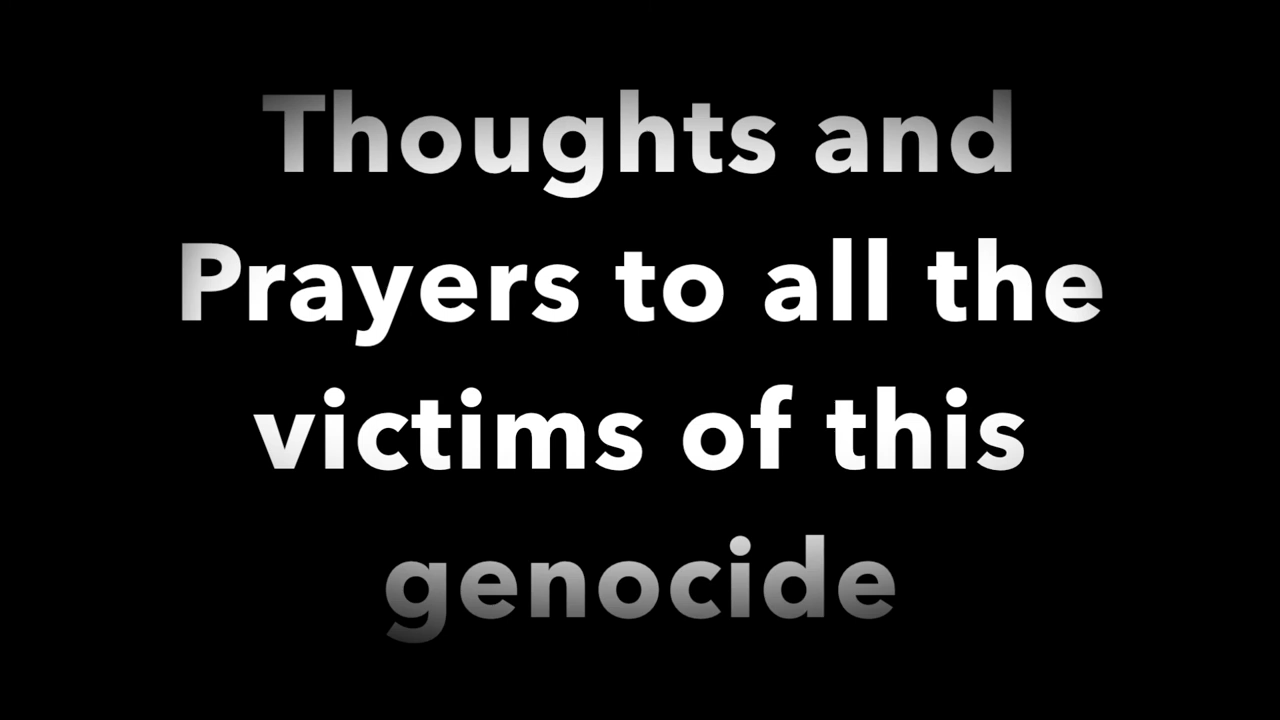 Thoughts and
Prayers to all the
victims of this
genocide